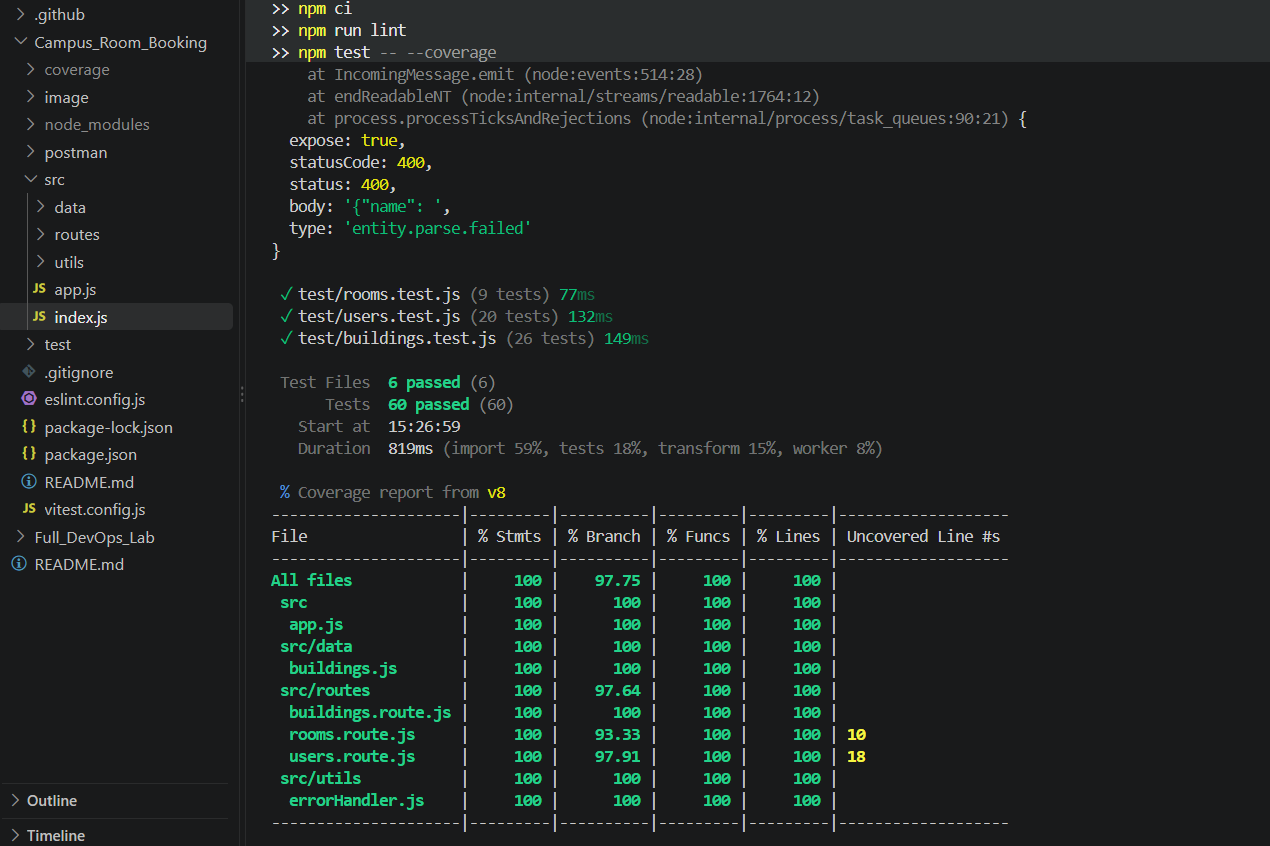 .github
Campus_Room_Booking
coverage
image
node_modules
postman
src
data
routes
utils
JS app.js
JS index.js
test
.gitignore
eslint.config.js
{} package-lock.json
{} package.json
README.md
JS vitest.config.js
Full_DevOps_Lab
README.md
Outline
Timeline
>> npm ci
>> npm run lint
>> npm test -- --coverage
at IncomingMessage.emit (node:events:514:28)
at endReadableNT (node:internal/streams/readable:1764:12)
at process.processTicksAndRejections (node:internal/process/task_queues:90:21) {
expose: true,
statusCode: 400,
status: 400,
body: '{"name": ',
type: 'entity.parse.failed'
}
✓ test/rooms.test.js (9 tests) 77ms
✓ test/users.test.js (20 tests) 132ms
✓ test/buildings.test.js (26 tests) 149ms
Test Files 6 passed (6)
Tests 60 passed (60)
Start at 15:26:59
Duration 819ms (import 59%, tests 18%, transform 15%, worker 8%)
% Coverage report from v8
---------------------|---------|----------|---------|---------|-------------------
File | % Stmts | % Branch | % Funcs | % Lines | Uncovered Line #s
---------------------|---------|----------|---------|---------|-------------------
All files | 100 | 97.75 | 100 | 100 |
src | 100 | 100 | 100 | 100 |
app.js | 100 | 100 | 100 | 100 |
src/data | 100 | 100 | 100 | 100 |
buildings.js | 100 | 100 | 100 | 100 |
src/routes | 100 | 97.64 | 100 | 100 |
buildings.route.js | 100 | 100 | 100 | 100 |
rooms.route.js | 100 | 93.33 | 100 | 100 | 10
users.route.js | 100 | 97.91 | 100 | 100 | 18
src/utils | 100 | 100 | 100 | 100 |
errorHandler.js | 100 | 100 | 100 | 100 |
---------------------|---------|----------|---------|---------|-------------------